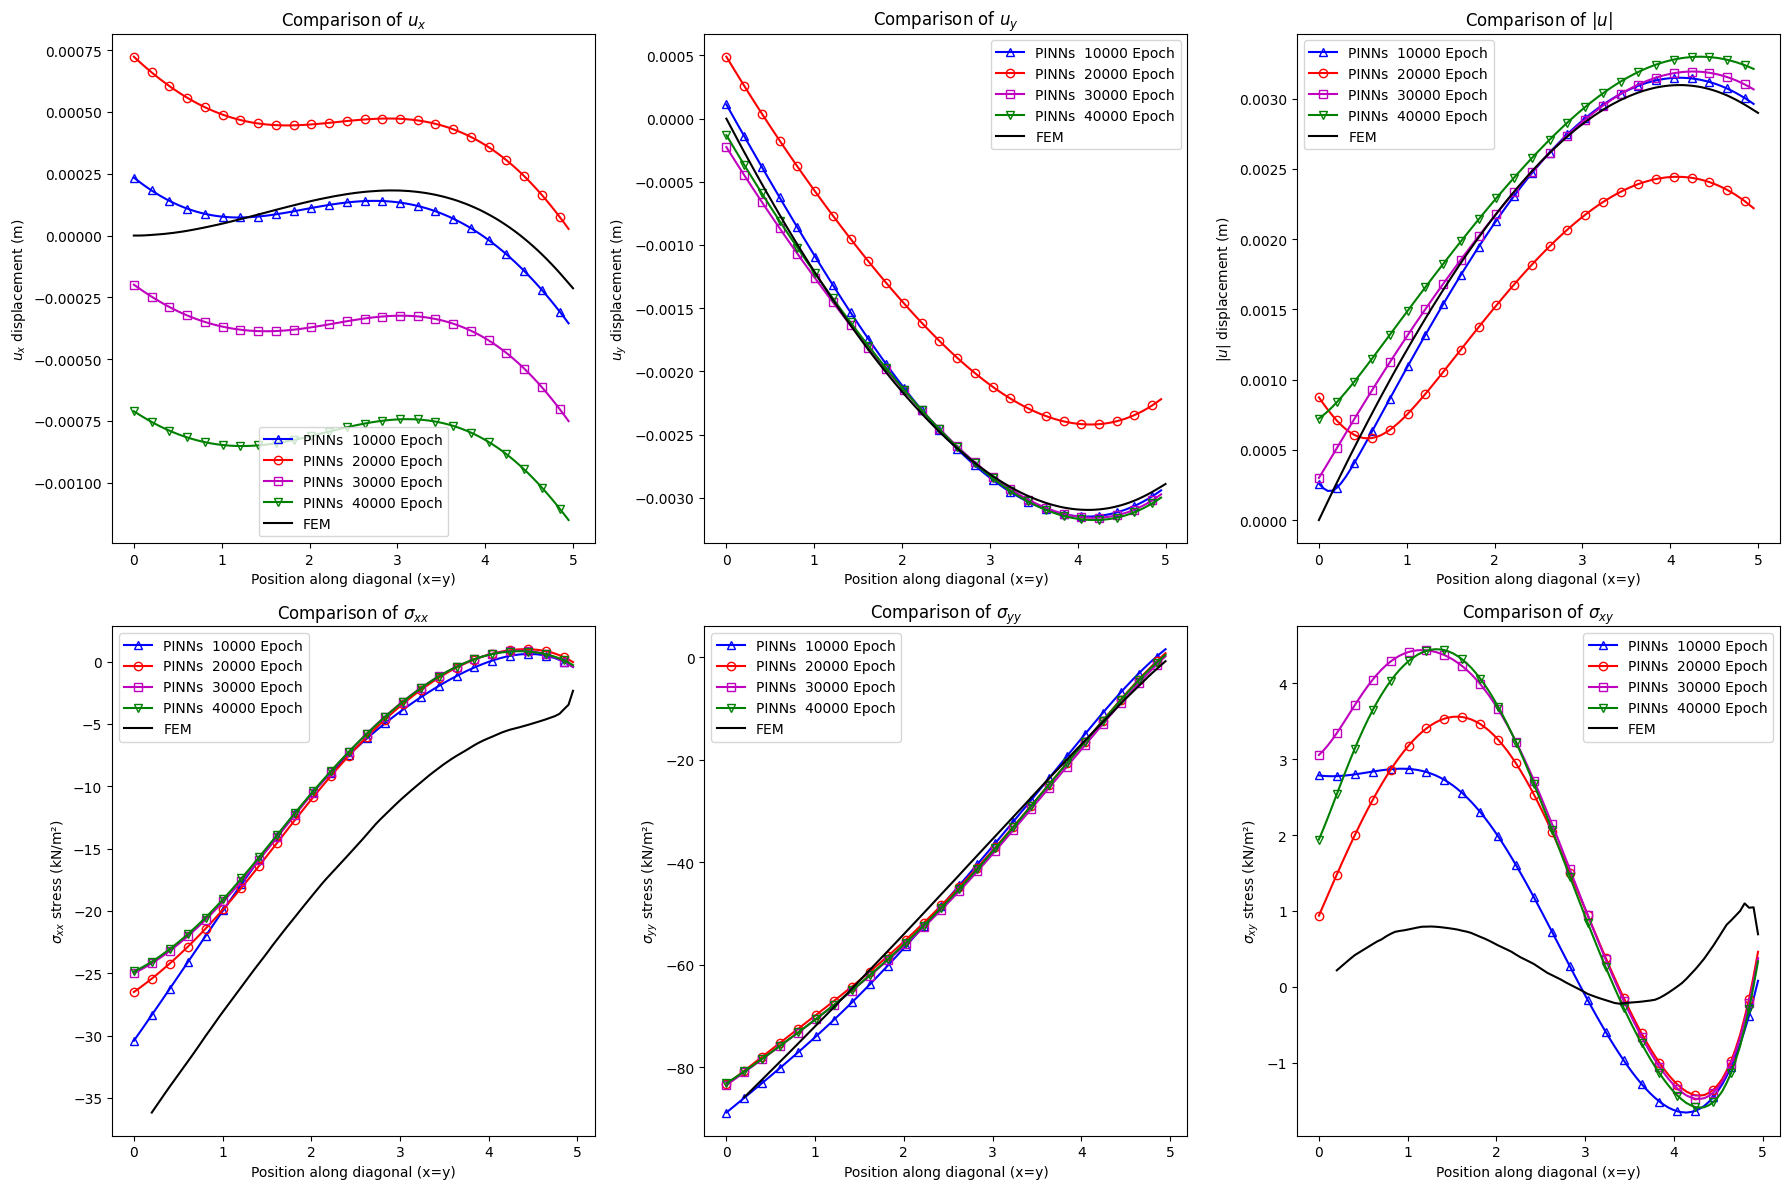 Comparison of u_x
0.00075
0.00050
0.00025
0.00000
−0.00025
−0.00050
−0.00075
−0.00100
u_x displacement (m)
PINNs 10000 Epoch
PINNs 20000 Epoch
PINNs 30000 Epoch
PINNs 40000 Epoch
FEM
0 1 2 3 4 5
Position along diagonal (x=y)
Comparison of u_y
0.0005
0.0000
−0.0005
−0.0010
−0.0015
−0.0020
−0.0025
−0.0030
u_y displacement (m)
PINNs 10000 Epoch
PINNs 20000 Epoch
PINNs 30000 Epoch
PINNs 40000 Epoch
FEM
0 1 2 3 4 5
Position along diagonal (x=y)
Comparison of |u|
0.0030
0.0025
0.0020
0.0015
0.0010
0.0005
0.0000
|u| displacement (m)
PINNs 10000 Epoch
PINNs 20000 Epoch
PINNs 30000 Epoch
PINNs 40000 Epoch
FEM
0 1 2 3 4 5
Position along diagonal (x=y)
Comparison of σ_xx
0
−5
−10
−15
−20
−25
−30
−35
σ_xx stress (kN/m²)
PINNs 10000 Epoch
PINNs 20000 Epoch
PINNs 30000 Epoch
PINNs 40000 Epoch
FEM
0 1 2 3 4 5
Position along diagonal (x=y)
Comparison of σ_yy
0
−20
−40
−60
−80
σ_yy stress (kN/m²)
PINNs 10000 Epoch
PINNs 20000 Epoch
PINNs 30000 Epoch
PINNs 40000 Epoch
FEM
0 1 2 3 4 5
Position along diagonal (x=y)
Comparison of σ_xy
4
3
2
1
0
−1
σ_xy stress (kN/m²)
PINNs 10000 Epoch
PINNs 20000 Epoch
PINNs 30000 Epoch
PINNs 40000 Epoch
FEM
0 1 2 3 4 5
Position along diagonal (x=y)